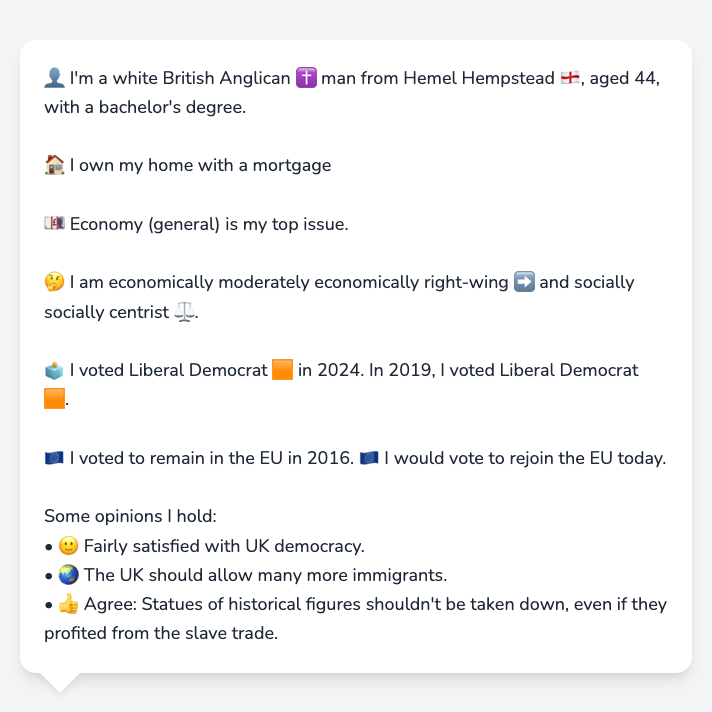 👤 I'm a white British Anglican ✝️ man from Hemel Hempstead 🏴󠁧󠁢󠁥󠁮󠁧󠁿, aged 44,
with a bachelor's degree.
🏠 I own my home with a mortgage
💷 Economy (general) is my top issue.
🤔 I am economically moderately economically right-wing ➡️ and socially
socially centrist ⚖️.
🗳️ I voted Liberal Democrat 🟧 in 2024. In 2019, I voted Liberal Democrat
🟧.
🇪🇺 I voted to remain in the EU in 2016. 🇪🇺 I would vote to rejoin the EU today.
Some opinions I hold:
• 🙂 Fairly satisfied with UK democracy.
• 🌏 The UK should allow many more immigrants.
• 👍 Agree: Statues of historical figures shouldn't be taken down, even if they
profited from the slave trade.